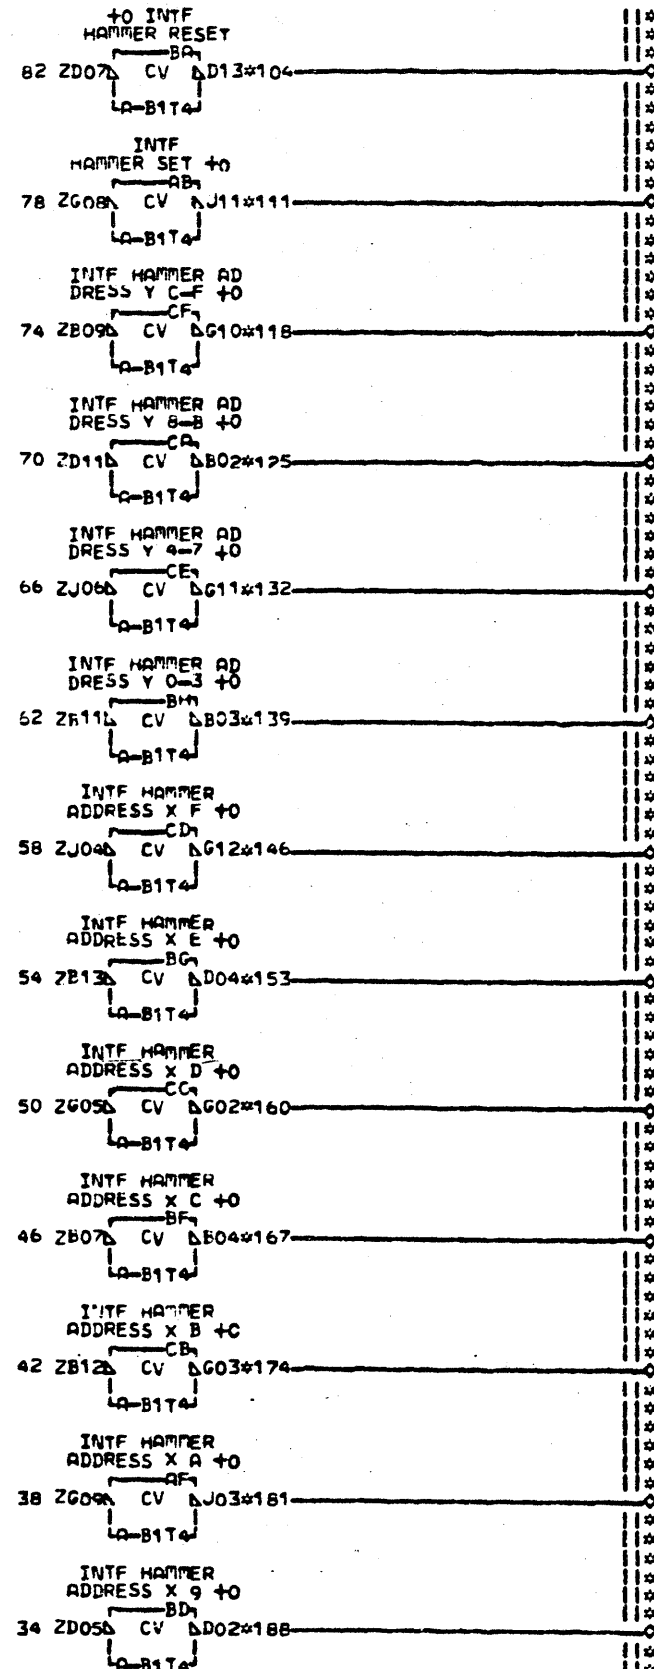 +0 INTF
HAMMER RESET
BA
82 ZD07 CV D13*104
A-B1T4
INTF
HAMMER SET +0
AB
78 ZG08 CV J11*111
A-B1T4
INTF HAMMER AD
DRESS Y C-F +0
CF
74 ZB09 CV G10*118
A-B1T4
INTF HAMMER AD
DRESS Y 8-B +0
CA
70 ZD11 CV B02*125
A-B1T4
INTF HAMMER AD
DRESS Y 4-7 +0
CE
66 ZJ06 CV G11*132
A-B1T4
INTF HAMMER AD
DRESS Y 0-3 +0
BH
62 CV B03*139
A-B1T4
INTF HAMMER
ADDRESS X F +0
CD
58 ZJ04 CV G12*146
A-B1T4
INTF HAMMER
ADDRESS X E +0
BG
54 ZB13 CV D04*153
A-B1T4
INTF HAMMER
ADDRESS X D +0
CC
50 ZG05 CV G02*160
A-B1T4
INTF HAMMER
ADDRESS X C +0
BF
46 ZB07 CV B04*167
A-B1T4
INTF HAMMER
ADDRESS X B +0
CB
42 ZB12 CV G03*174
A-B1T4
INTF HAMMER
ADDRESS X A +0
AF
38 ZG09 CV J03*181
A-B1T4
INTF HAMMER
ADDRESS X 9 +0
BD
34 ZD05 CV D02*188
A-B1T4